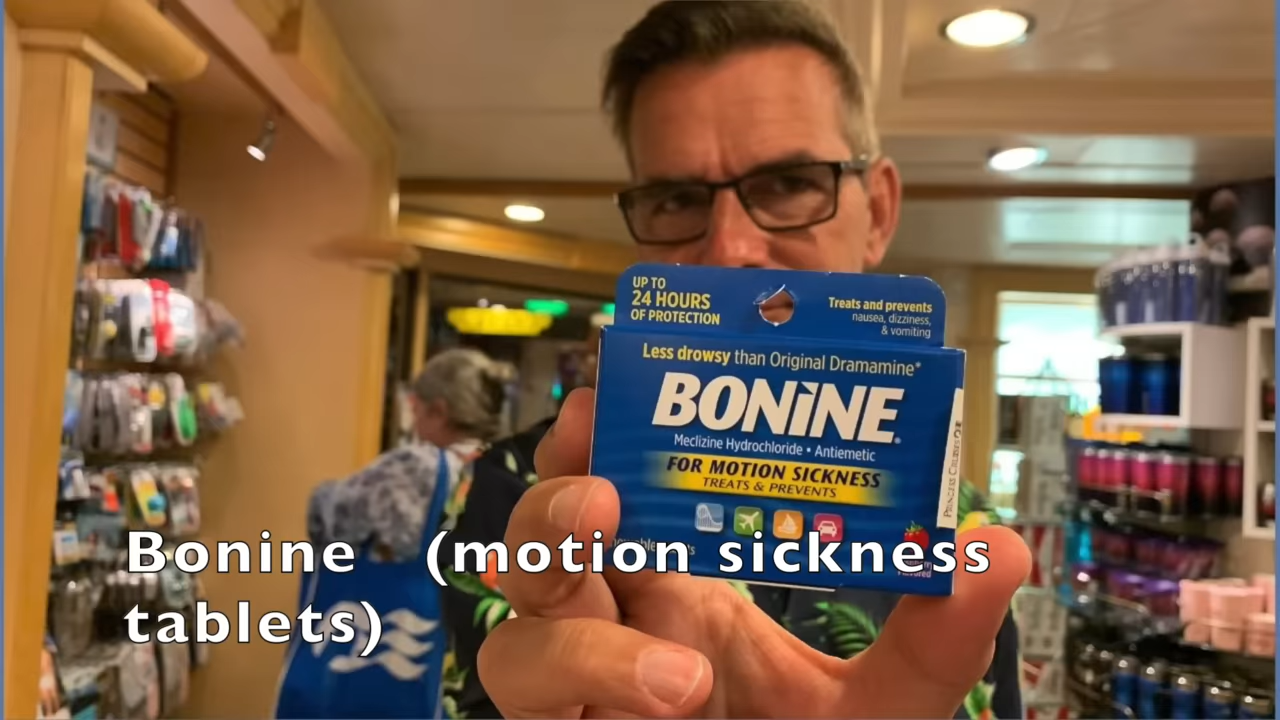 UP TO
24 HOURS
OF PROTECTION
Treats and prevents
nausea, dizziness,
& vomiting
Less drowsy than Original Dramamine*
BONiNE®
Meclizine Hydrochloride • Antiemetic
FOR MOTION SICKNESS
TREATS & PREVENTS
Bonine (motion sickness
tablets)